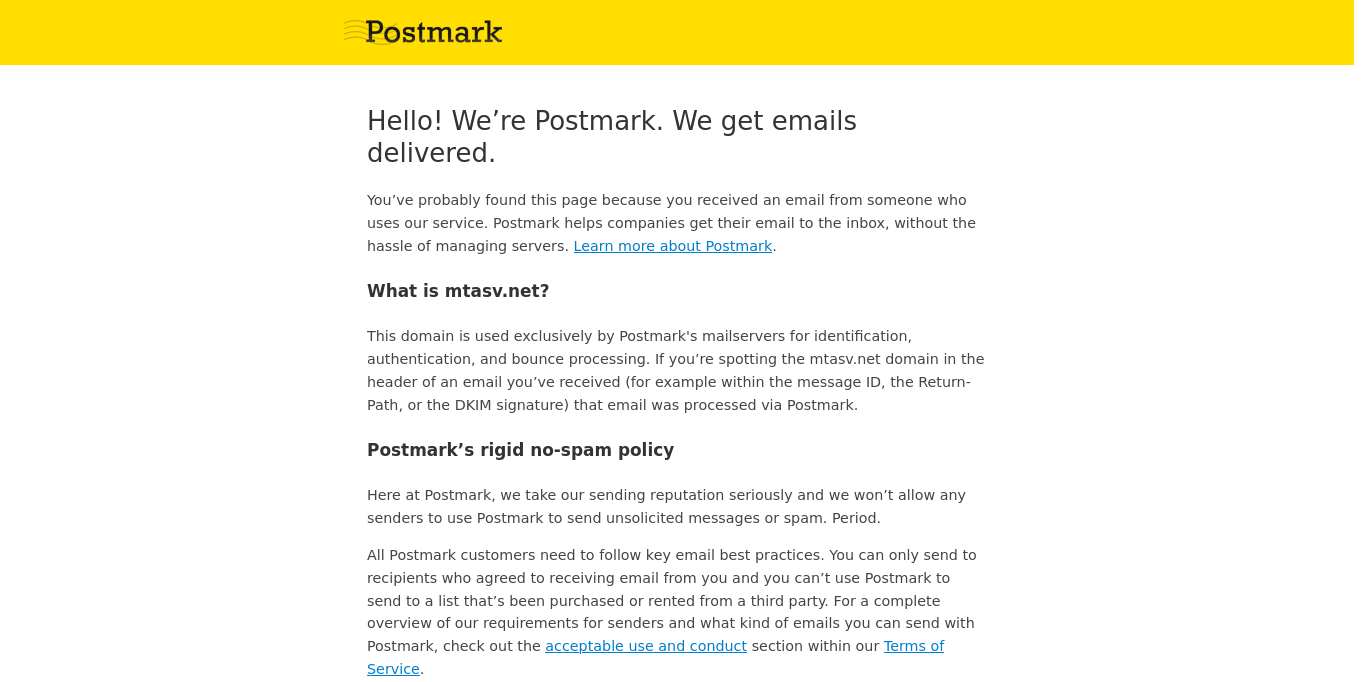 Postmark
Hello! We’re Postmark. We get emails
delivered.
You’ve probably found this page because you received an email from someone who
uses our service. Postmark helps companies get their email to the inbox, without the
hassle of managing servers. Learn more about Postmark.
What is mtasv.net?
This domain is used exclusively by Postmark's mailservers for identification,
authentication, and bounce processing. If you’re spotting the mtasv.net domain in the
header of an email you’ve received (for example within the message ID, the Return-
Path, or the DKIM signature) that email was processed via Postmark.
Postmark’s rigid no-spam policy
Here at Postmark, we take our sending reputation seriously and we won’t allow any
senders to use Postmark to send unsolicited messages or spam. Period.
All Postmark customers need to follow key email best practices. You can only send to
recipients who agreed to receiving email from you and you can’t use Postmark to
send to a list that’s been purchased or rented from a third party. For a complete
overview of our requirements for senders and what kind of emails you can send with
Postmark, check out the acceptable use and conduct section within our Terms of
Service.